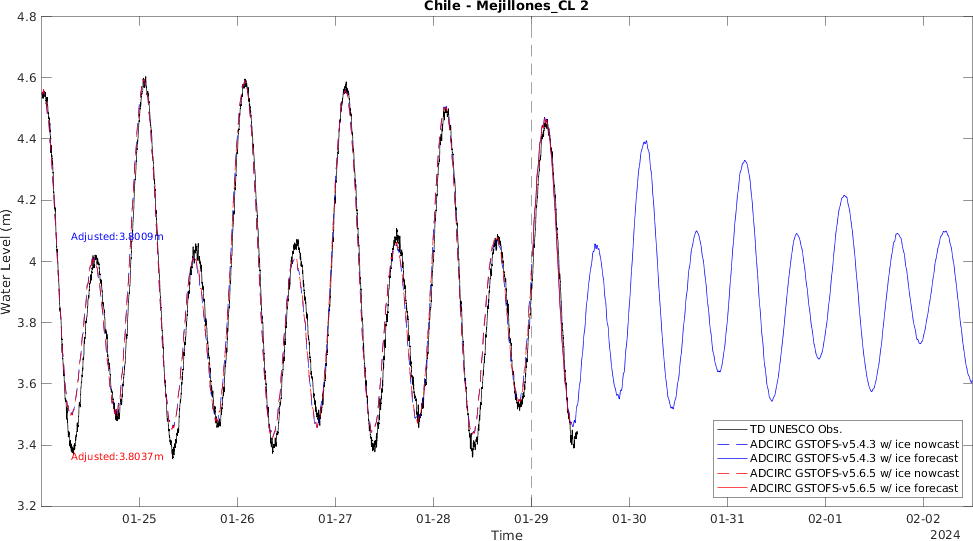 Chile - Mejillones_CL 2
4.8
4.6
4.4
4.2
4
3.8
3.6
3.4
3.2
Water Level (m)
Adjusted:3.8009m
Adjusted:3.8037m
TD UNESCO Obs.
ADCIRC GSTOFS-v5.4.3 w/ ice nowcast
ADCIRC GSTOFS-v5.4.3 w/ ice forecast
ADCIRC GSTOFS-v5.6.5 w/ ice nowcast
ADCIRC GSTOFS-v5.6.5 w/ ice forecast
01-25 01-26 01-27 01-28 01-29 01-30 01-31 02-01 02-02
Time
2024